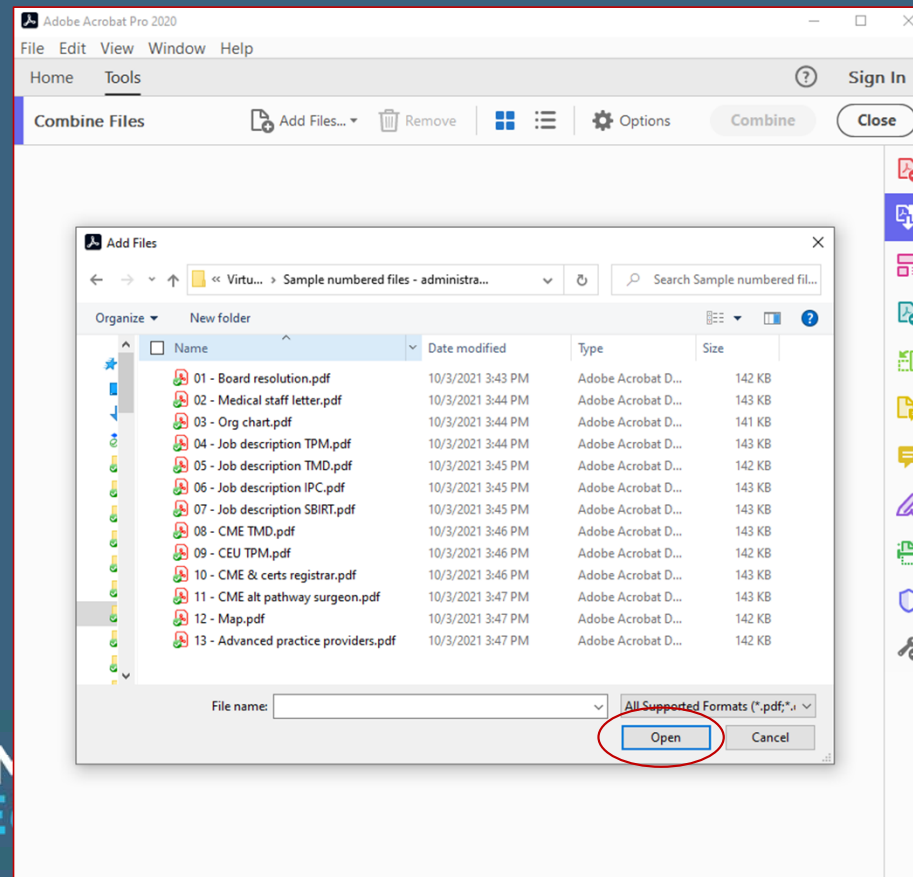 Adobe Acrobat Pro 2020
File Edit View Window Help
Home Tools ? Sign In
Combine Files Add Files... Remove Options Combine Close
Add Files
« Virtu... › Sample numbered files - administra... Search Sample numbered fil...
Organize New folder ?
Name Date modified Type Size
01 - Board resolution.pdf 10/3/2021 3:43 PM Adobe Acrobat D... 142 KB
02 - Medical staff letter.pdf 10/3/2021 3:44 PM Adobe Acrobat D... 143 KB
03 - Org chart.pdf 10/3/2021 3:44 PM Adobe Acrobat D... 141 KB
04 - Job description TPM.pdf 10/3/2021 3:44 PM Adobe Acrobat D... 143 KB
05 - Job description TMD.pdf 10/3/2021 3:45 PM Adobe Acrobat D... 142 KB
06 - Job description IPC.pdf 10/3/2021 3:45 PM Adobe Acrobat D... 143 KB
07 - Job description SBIRT.pdf 10/3/2021 3:45 PM Adobe Acrobat D... 143 KB
08 - CME TMD.pdf 10/3/2021 3:46 PM Adobe Acrobat D... 143 KB
09 - CEU TPM.pdf 10/3/2021 3:46 PM Adobe Acrobat D... 142 KB
10 - CME & certs registrar.pdf 10/3/2021 3:46 PM Adobe Acrobat D... 143 KB
11 - CME alt pathway surgeon.pdf 10/3/2021 3:47 PM Adobe Acrobat D... 143 KB
12 - Map.pdf 10/3/2021 3:47 PM Adobe Acrobat D... 142 KB
13 - Advanced practice providers.pdf 10/3/2021 3:47 PM Adobe Acrobat D... 142 KB
File name: All Supported Formats (*.pdf;*.
Open Cancel